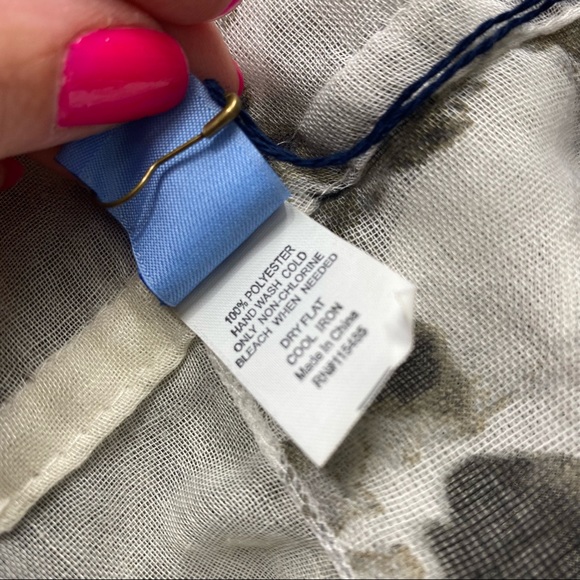 100% POLYESTER
HAND WASH COLD
ONLY NON-CHLORINE
BLEACH WHEN NEEDED
DRY FLAT
COOL IRON
Made In China
RN#115455